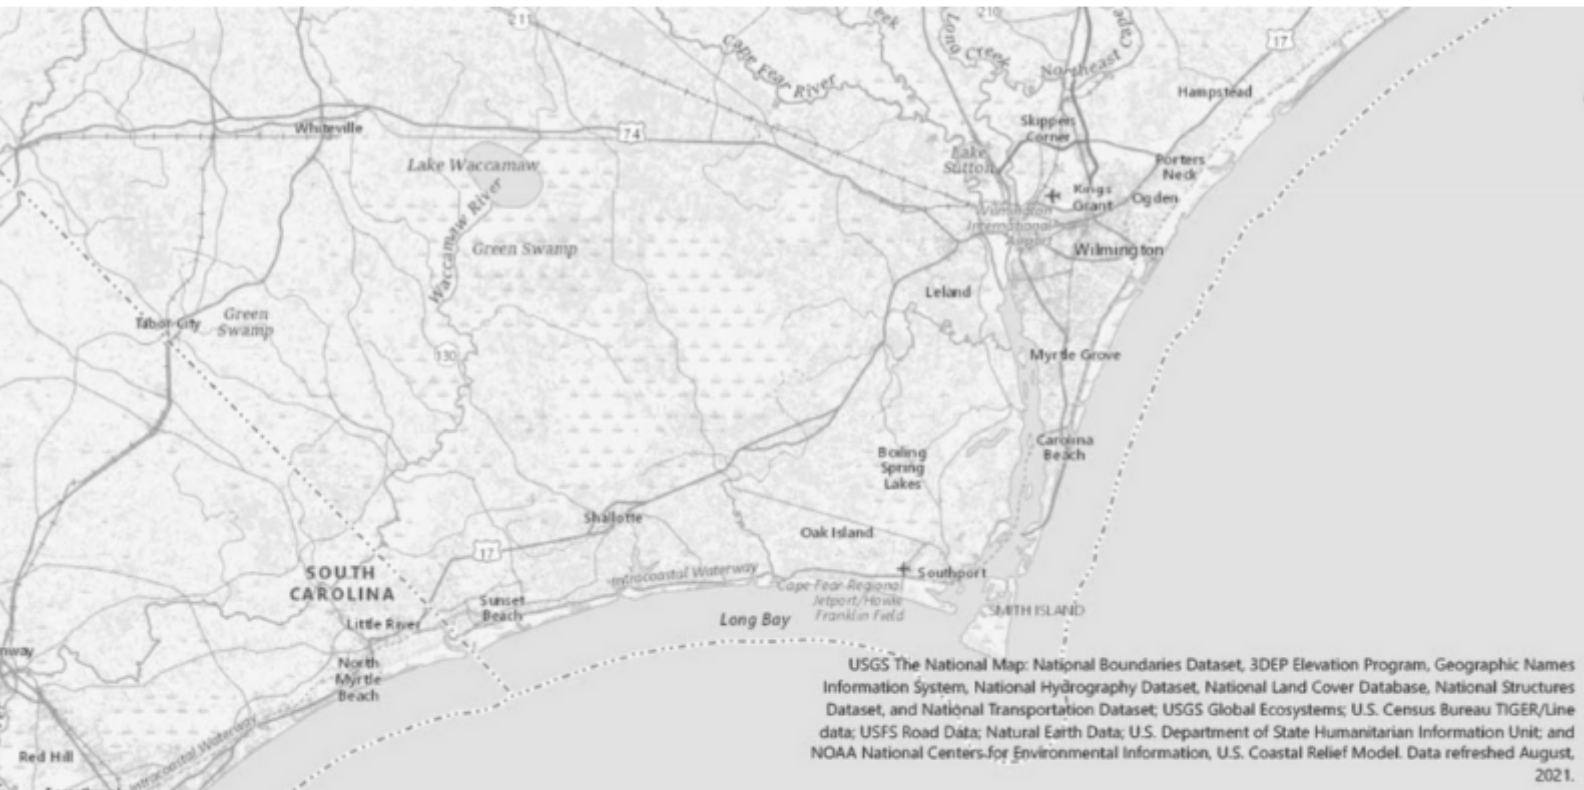 211
eek
Long Creek
210
Cape
Northeast
17
Cape Fear River
Hampstead
Skippers
Corner
Whiteville
74
Lake Waccamaw
Lake
Sutton
Porters
Neck
Kings
Grant
Ogden
Wilmington
International
Airport
Waccamaw River
Green Swamp
Wilmington
Leland
Tabor City
Green
Swamp
130
Myrtle Grove
Carolina
Beach
Boiling
Spring
Lakes
Shallotte
Oak Island
17
SOUTH
CAROLINA
Intracoastal Waterway
Southport
Cape Fear Regional
Jetport/Howie
Franklin Field
Sunset
Beach
Long Bay
SMITH ISLAND
Little River
nway
North
Myrtle
Beach
Intracoastal Waterway
Red Hill
USGS The National Map: National Boundaries Dataset, 3DEP Elevation Program, Geographic Names
Information System, National Hydrography Dataset, National Land Cover Database, National Structures
Dataset, and National Transportation Dataset; USGS Global Ecosystems; U.S. Census Bureau TIGER/Line
data; USFS Road Data; Natural Earth Data; U.S. Department of State Humanitarian Information Unit; and
NOAA National Centers for Environmental Information, U.S. Coastal Relief Model. Data refreshed August,
2021.